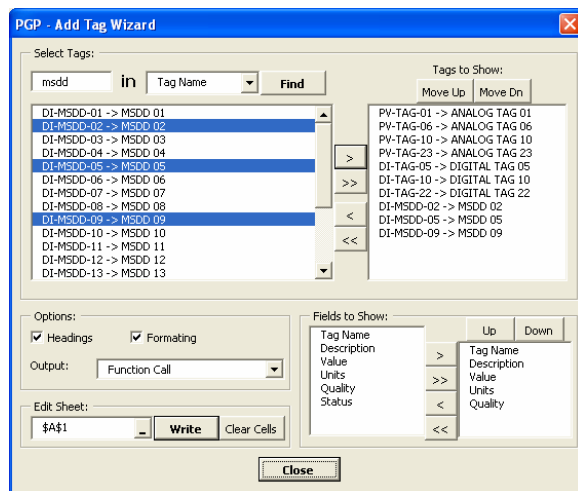 PGP - Add Tag Wizard
Select Tags:
msdd in Tag Name Find
DI-MSDD-01 -> MSDD 01
DI-MSDD-02 -> MSDD 02
DI-MSDD-03 -> MSDD 03
DI-MSDD-04 -> MSDD 04
DI-MSDD-05 -> MSDD 05
DI-MSDD-06 -> MSDD 06
DI-MSDD-07 -> MSDD 07
DI-MSDD-08 -> MSDD 08
DI-MSDD-09 -> MSDD 09
DI-MSDD-10 -> MSDD 10
DI-MSDD-11 -> MSDD 11
DI-MSDD-12 -> MSDD 12
DI-MSDD-13 -> MSDD 13
>
>>
<
<<
Tags to Show:
Move Up Move Dn
PV-TAG-01 -> ANALOG TAG 01
PV-TAG-06 -> ANALOG TAG 06
PV-TAG-10 -> ANALOG TAG 10
PV-TAG-23 -> ANALOG TAG 23
DI-TAG-05 -> DIGITAL TAG 05
DI-TAG-10 -> DIGITAL TAG 10
DI-TAG-22 -> DIGITAL TAG 22
DI-MSDD-02 -> MSDD 02
DI-MSDD-05 -> MSDD 05
DI-MSDD-09 -> MSDD 09
Options:
Headings Formating
Output: Function Call
Edit Sheet:
$A$1 _ Write Clear Cells
Fields to Show:
Tag Name
Description
Value
Units
Quality
Status
>
>>
<
<<
Up Down
Tag Name
Description
Value
Units
Quality
Close